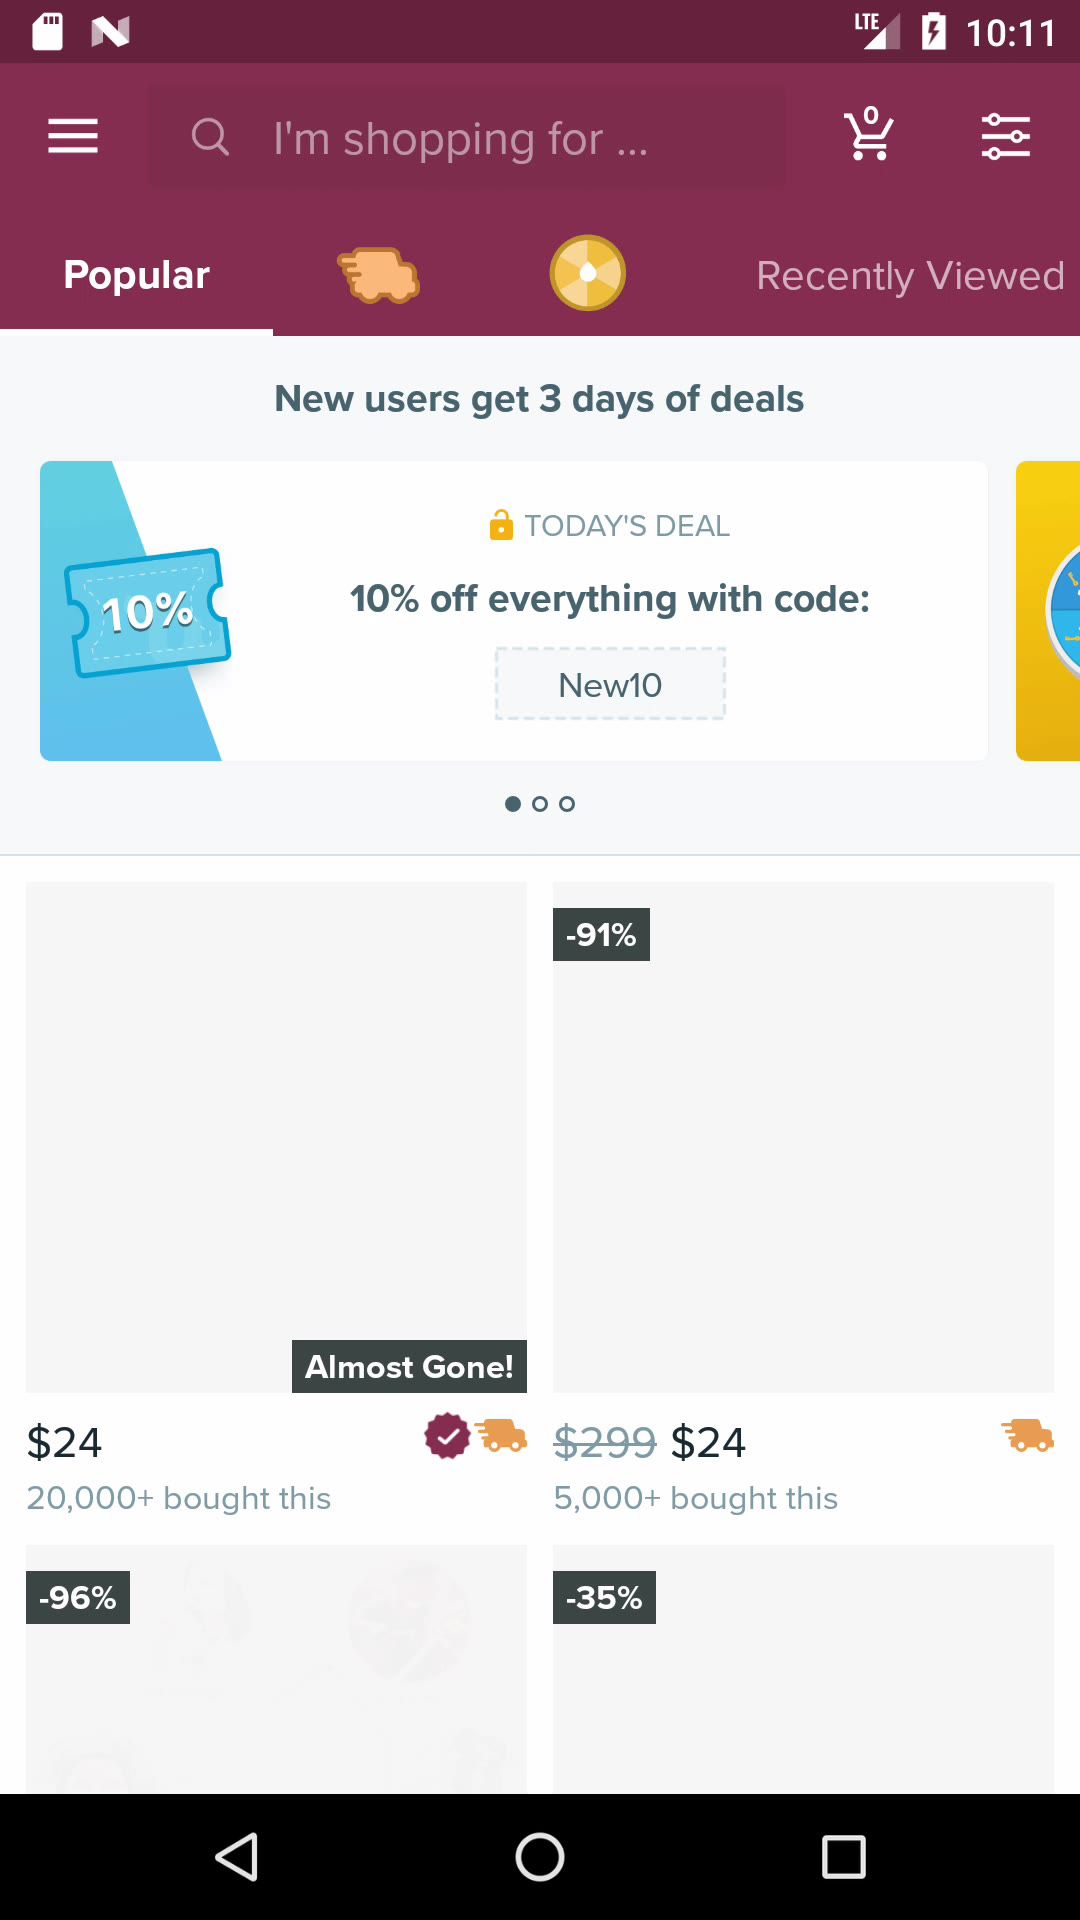 LTE 10:11
I'm shopping for ...
0
Popular
Recently Viewed
New users get 3 days of deals
TODAY'S DEAL
10%
10% off everything with code:
New10
-91%
Almost Gone!
$24
$299 $24
20,000+ bought this
5,000+ bought this
-96%
-35%